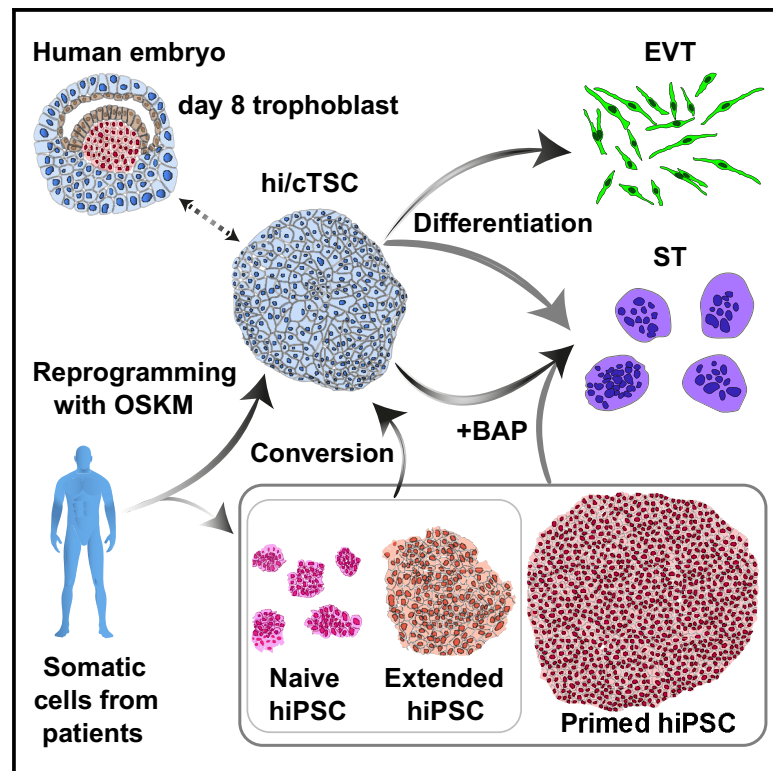 Human embryo
day 8 trophoblast
hi/cTSC
EVT
Differentiation
ST
Reprogramming
with OSKM
Conversion
+BAP
Somatic
cells from
patients
Naive
hiPSC
Extended
hiPSC
Primed hiPSC